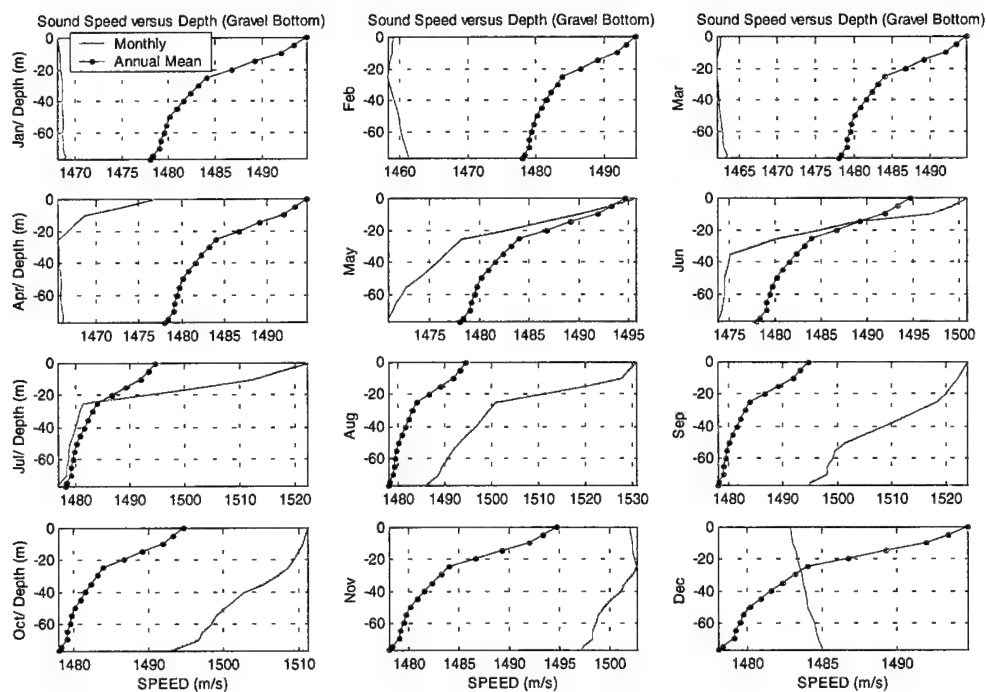 Sound Speed versus Depth (Gravel Bottom)
Sound Speed versus Depth (Gravel Bottom)
Sound Speed versus Depth (Gravel Bottom)
Monthly
Annual Mean
Jan/ Depth (m)
0
-20
-40
-60
1470 1475 1480 1485 1490
Feb
0
-20
-40
-60
1460 1470 1480 1490
Mar
0
-20
-40
-60
1465 1470 1475 1480 1485 1490
Apr/ Depth (m)
0
-20
-40
-60
1470 1480 1485 1490
May
0
-20
-40
-60
1475 1480 1485 1490 1495
Jun
0
-20
-40
-60
1475 1480 1485 1490 1495 1500
Jul/ Depth (m)
0
-20
-40
-60
1480 1490 1500 1510 1520
Aug
0
-20
-40
-60
1480 1490 1500 1510 1520 1530
Sep
0
-20
-40
-60
1480 1490 1500 1510 1520
Oct/ Depth (m)
0
-20
-40
-60
1480 1490 1500 1510
SPEED (m/s)
Nov
0
-20
-40
-60
1480 1485 1490 1495 1500
SPEED (m/s)
Dec
0
-20
-40
-60
1480 1485 1490
SPEED (m/s)